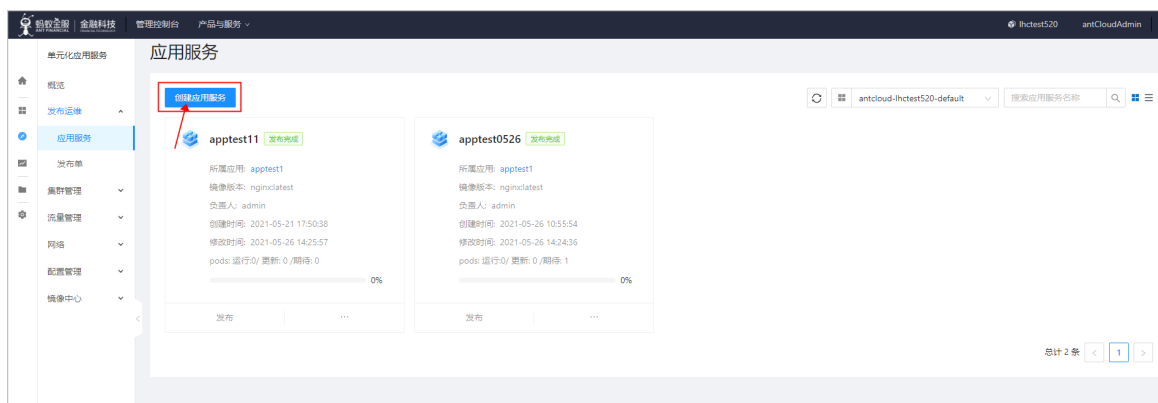 蚂蚁金服 金融科技 管理控制台 产品与服务 lhctest520 antCloudAdmin
ANT FINANCIAL FINANCIAL TECHNOLOGY
单元化应用服务 应用服务
概览
创建应用服务 antcloud-lhctest520-default 搜索应用服务名称
发布运维
应用服务
发布单
集群管理
流量管理
网络
配置管理
镜像中心
apptest11 发布完成
所属应用: apptest1
镜像版本: nginx:latest
负责人: admin
创建时间: 2021-05-21 17:50:38
修改时间: 2021-05-26 14:25:57
pods: 运行:0/ 更新: 0 /期待: 0
0%
发布 ...
apptest0526 发布完成
所属应用: apptest1
镜像版本: nginx:latest
负责人: admin
创建时间: 2021-05-26 10:55:54
修改时间: 2021-05-26 14:24:36
pods: 运行:0/ 更新: 0 /期待: 1
0%
发布 ...
总计 2 条 < 1 >